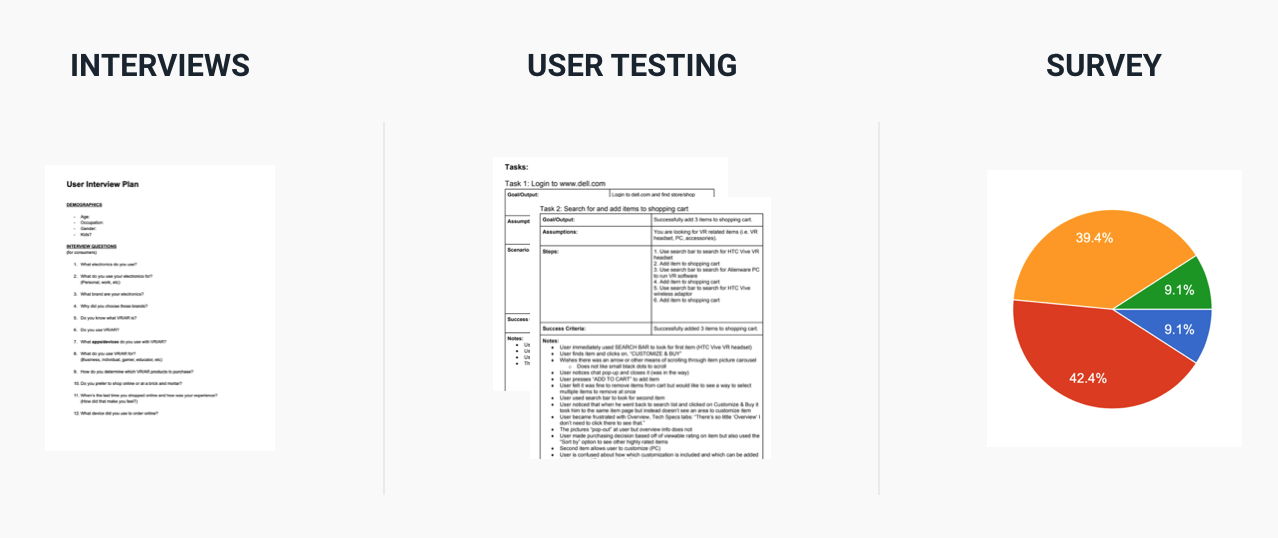 INTERVIEWS
USER TESTING
SURVEY
User Interview Plan
DEMOGRAPHICS
- Age:
- Occupation:
- Gender:
- Kids?
INTERVIEW QUESTIONS
(for consumers)
1. What electronics do you use?
2. What do you use your electronics for?
(Personal, work, etc)
3. What brand are your electronics?
4. Why did you choose those brands?
5. Do you know what VR/AR is?
6. Do you use VR/AR?
7. What apps/devices do you use with VR/AR?
8. What do you use VR/AR for?
(Business, individual, gamer, educator, etc)
9. How do you determine which VR/AR products to purchase?
10. Do you prefer to shop online or at a brick and mortar?
11. When's the last time you shopped online and how was your experience?
(How did that make you feel?)
12. What device did you use to order online?
Tasks:
Task 1: Login to www.dell.com
Goal/Output:
Login to dell.com and find store/shop
Assumpt
Scenario
Success
Notes:
• Us
• Us
• Us
• Th
Task 2: Search for and add items to shopping cart
Goal/Output:
Successfully add 3 items to shopping cart.
Assumptions:
You are looking for VR related items (i.e. VR
headset, PC, accessories).
Steps:
1. Use search bar to search for HTC Vive VR
headset
2. Add item to shopping cart
3. Use search bar to search for Alienware PC
to run VR software
4. Add item to shopping cart
5. Use search bar to search for HTC Vive
wireless adaptor
6. Add item to shopping cart
Success Criteria:
Successfully added 3 items to shopping cart.
Notes:
• User immediately used SEARCH BAR to look for first item (HTC Vive VR headset)
• User finds item and clicks on, "CUSTOMIZE & BUY"
• Wishes there was an arrow or other means of scrolling through item picture carousel
○ Does not like small black dots to scroll
• User notices chat pop-up and closes it (was in the way)
• User presses "ADD TO CART" to add item
• User felt it was fine to remove items from cart but would like to see a way to select
multiple items to remove at once
• User used search bar to look for second item
• User noticed that when he went back to search list and clicked on Customize & Buy it
took him to the same item page but instead doesn't see an area to customize item
• User became frustrated with Overview, Tech Specs tabs: "There's so little 'Overview' I
don't need to click there to see that."
• The pictures "pop out" at user but overview info does not
• User made purchasing decision based off of viewable rating on item but also used the
"Sort by" option to see other highly rated items
• Second item allows user to customize (PC)
• User is confused about how which customization is included and which can be added
39.4%
9.1%
9.1%
42.4%